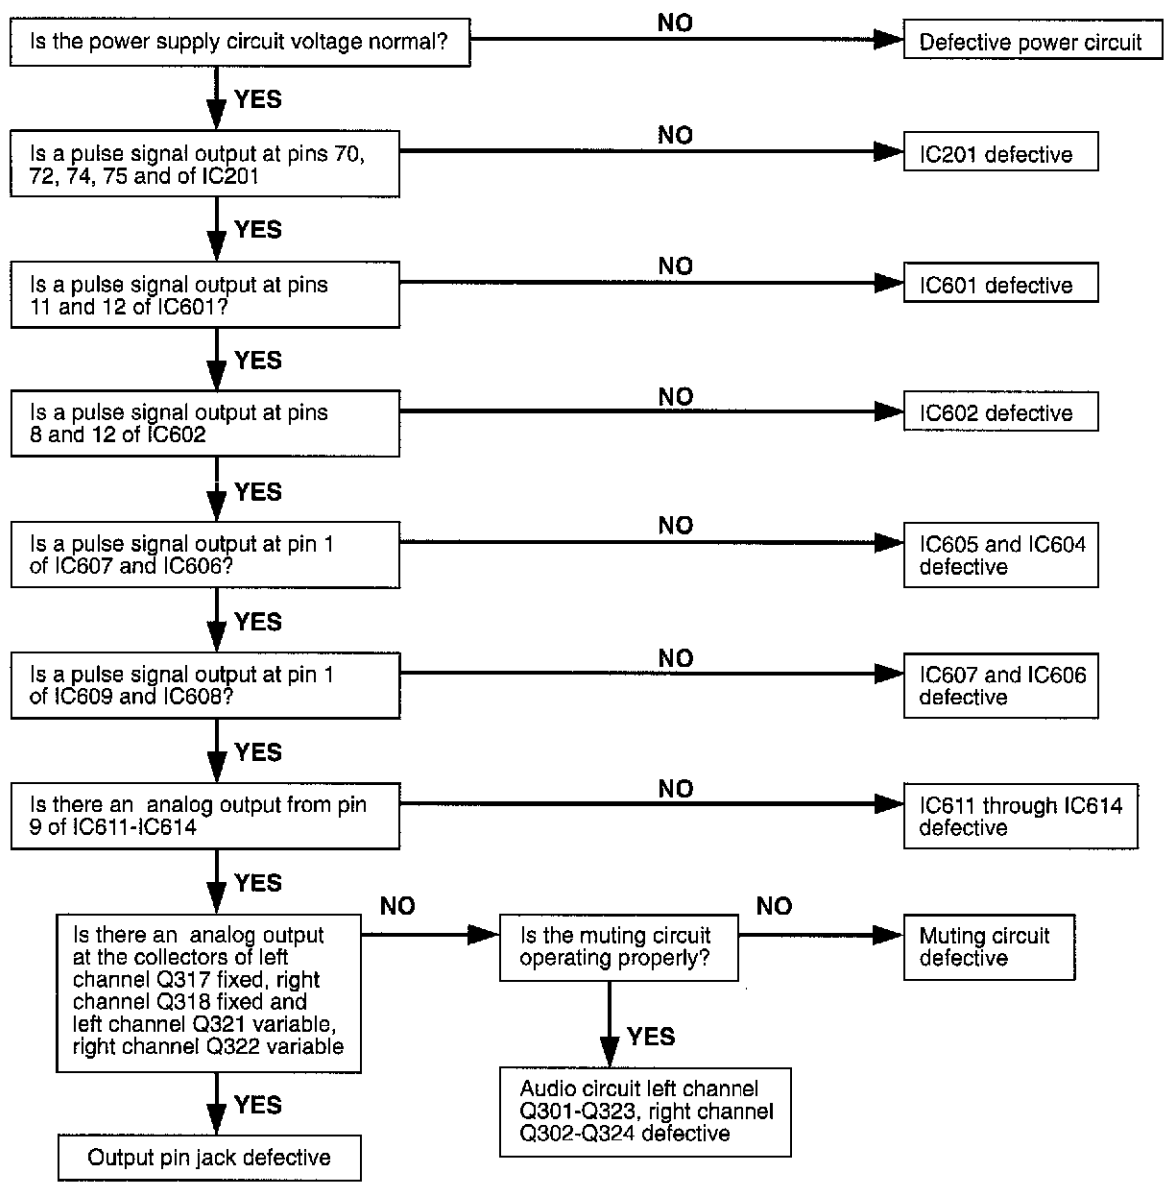 Is the power supply circuit voltage normal?
NO
Defective power circuit
YES
Is a pulse signal output at pins 70,
72, 74, 75 and of IC201
NO
IC201 defective
YES
Is a pulse signal output at pins
11 and 12 of IC601?
NO
IC601 defective
YES
Is a pulse signal output at pins
8 and 12 of IC602
NO
IC602 defective
YES
Is a pulse signal output at pin 1
of IC607 and IC606?
NO
IC605 and IC604
defective
YES
Is a pulse signal output at pin 1
of IC609 and IC608?
NO
IC607 and IC606
defective
YES
Is there an analog output from pin
9 of IC611-IC614
NO
IC611 through IC614
defective
YES
Is there an analog output
at the collectors of left
channel Q317 fixed, right
channel Q318 fixed and
left channel Q321 variable,
right channel Q322 variable
NO
Is the muting circuit
operating properly?
NO
Muting circuit
defective
YES
Audio circuit left channel
Q301-Q323, right channel
Q302-Q324 defective
YES
Output pin jack defective